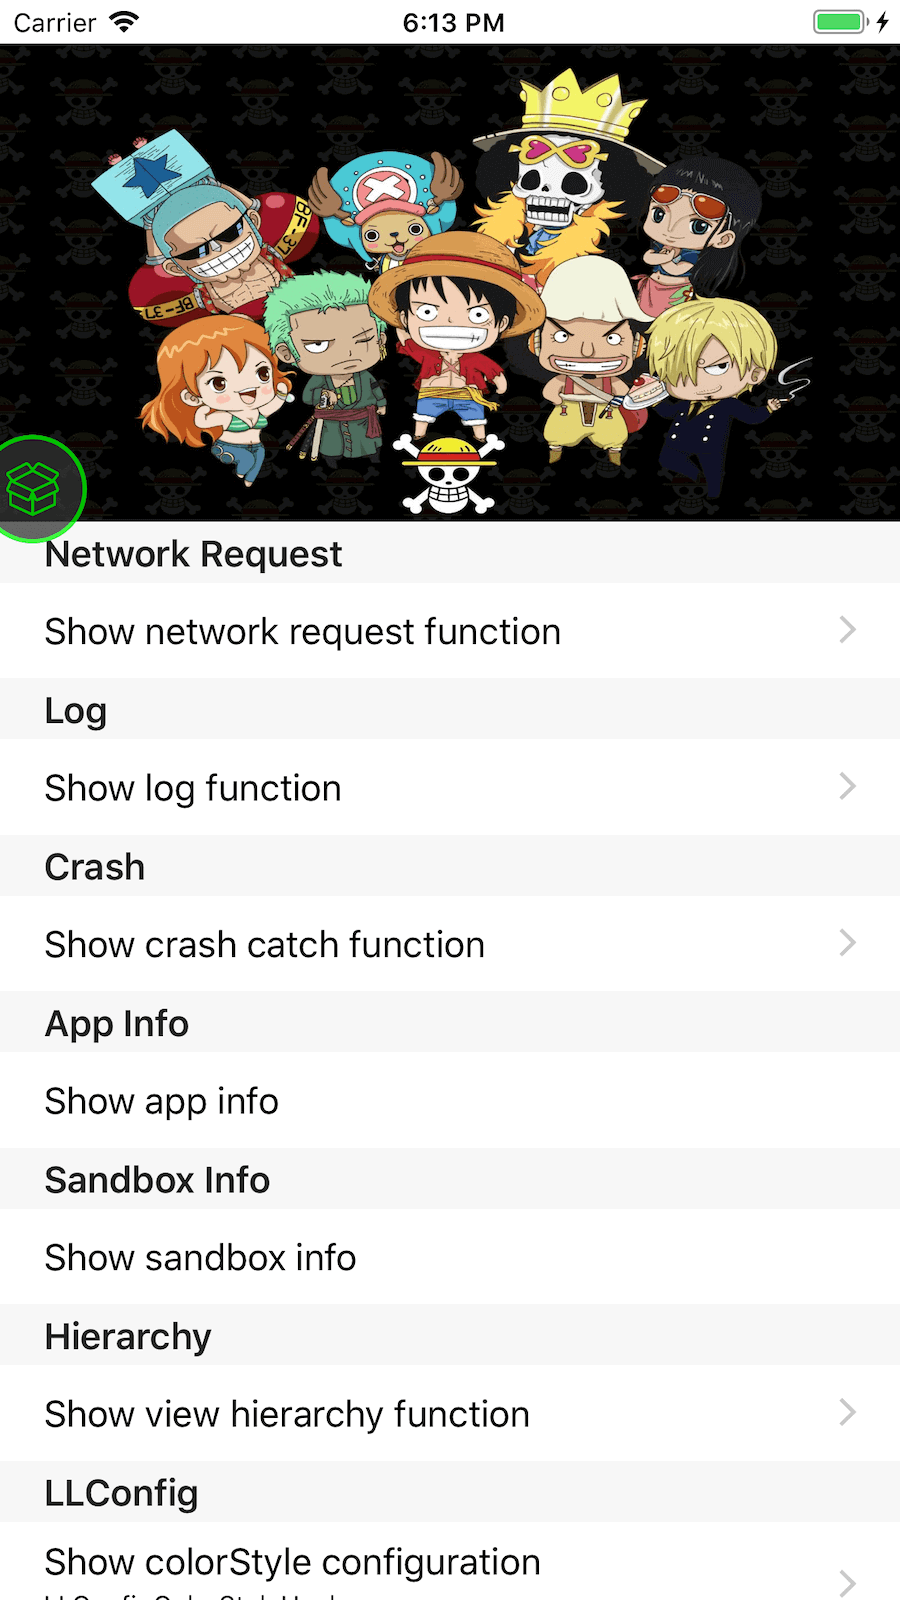 Carrier 6:13 PM
BF-37
BF-37
Network Request
Show network request function
Log
Show log function
Crash
Show crash catch function
App Info
Show app info
Sandbox Info
Show sandbox info
Hierarchy
Show view hierarchy function
LLConfig
Show colorStyle configuration